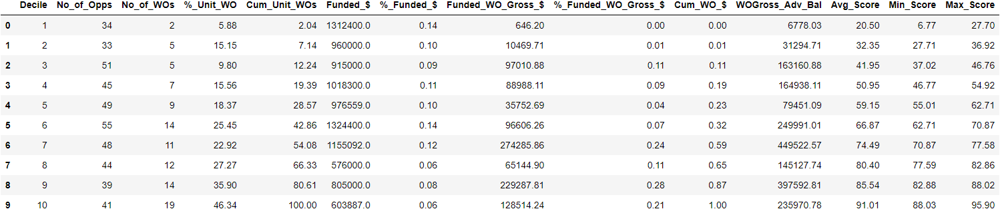 Decile No_of_Opps No_of_WOs %_Unit_WO Cum_Unit_WOs Funded_$ %_Funded_$ Funded_WO_Gross_$ %_Funded_WO_Gross_$ Cum_WO_$ WOGross_Adv_Bal Avg_Score Min_Score Max_Score
0 1 34 2 5.88 2.04 1312400.0 0.14 646.20 0.00 0.00 6778.03 20.50 6.77 27.70
1 2 33 5 15.15 7.14 960000.0 0.10 10469.71 0.01 0.01 31294.71 32.35 27.71 36.92
2 3 51 5 9.80 12.24 915000.0 0.09 97010.88 0.11 0.11 163160.88 41.95 37.02 46.76
3 4 45 7 15.56 19.39 1018300.0 0.11 88988.11 0.09 0.19 164938.11 50.95 46.77 54.92
4 5 49 9 18.37 28.57 976559.0 0.10 35752.69 0.04 0.23 79451.09 59.15 55.01 62.71
5 6 55 14 25.45 42.86 1324400.0 0.14 96606.26 0.07 0.32 249991.01 66.87 62.71 70.87
6 7 48 11 22.92 54.08 1155092.0 0.12 274285.86 0.24 0.59 449522.57 74.49 70.87 77.58
7 8 44 12 27.27 66.33 576000.0 0.06 65144.90 0.11 0.65 145127.74 80.40 77.59 82.86
8 9 39 14 35.90 80.61 805000.0 0.08 229287.81 0.28 0.87 397592.81 85.54 82.88 88.02
9 10 41 19 46.34 100.00 603887.0 0.06 128514.24 0.21 1.00 235970.78 91.01 88.03 95.90